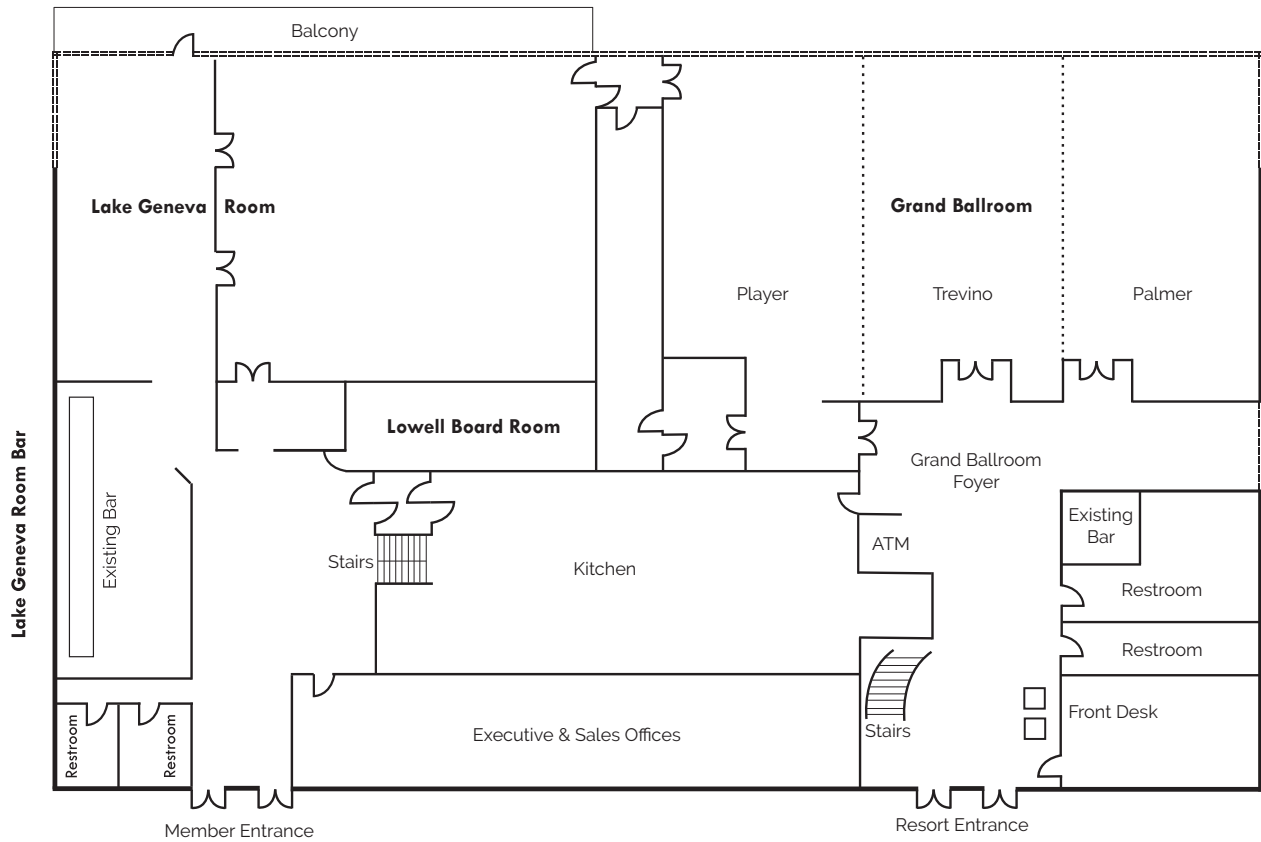 Balcony
Lake Geneva Room
Grand Ballroom
Player
Trevino
Palmer
Lowell Board Room
Lake Geneva Room Bar
Existing Bar
Grand Ballroom
Foyer
Existing
Bar
ATM
Stairs
Kitchen
Restroom
Restroom
Front Desk
Restroom
Restroom
Executive & Sales Offices
Stairs
Member Entrance
Resort Entrance